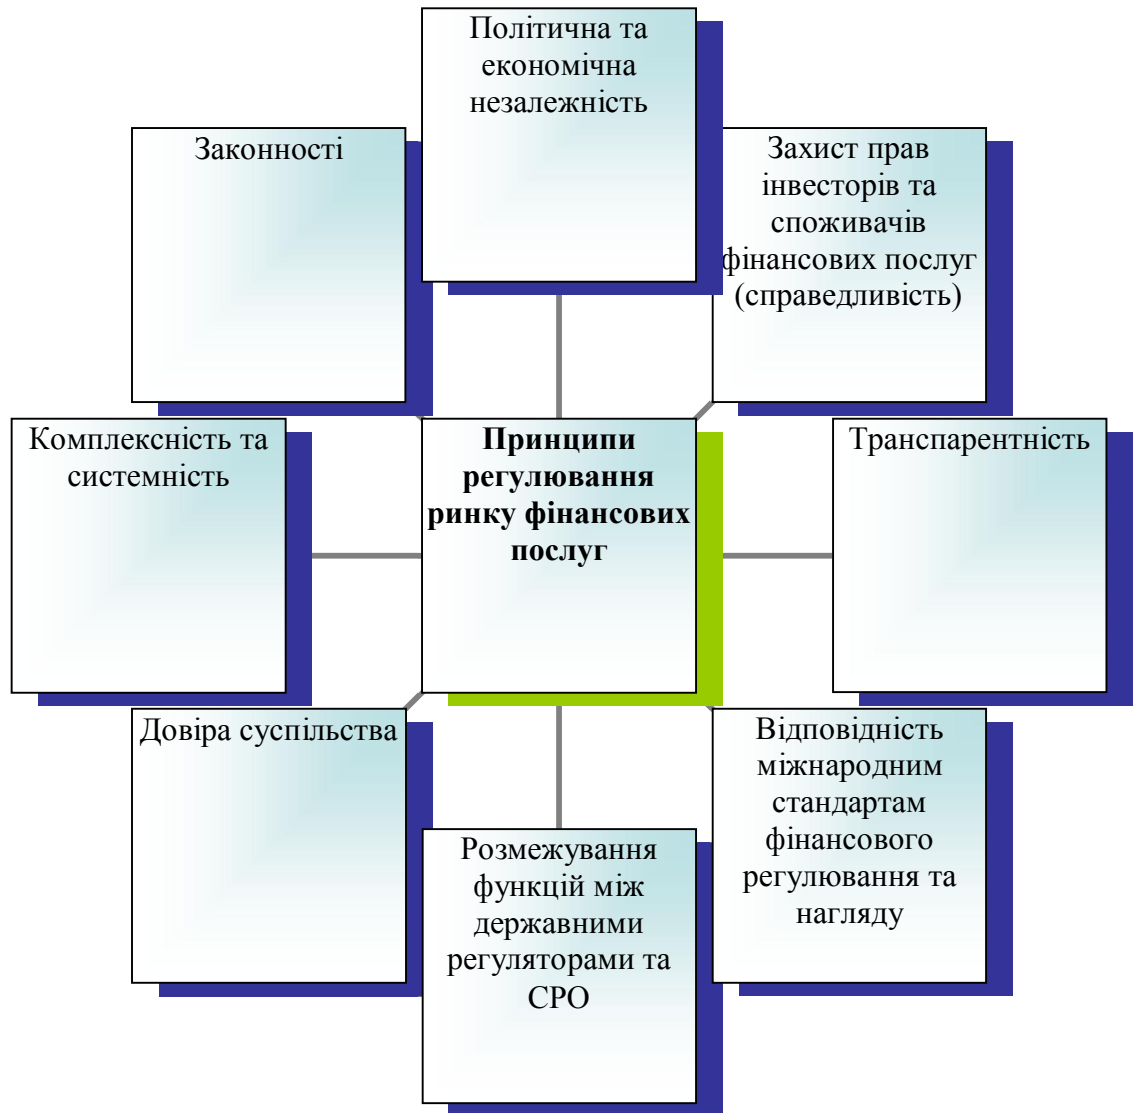 Політична та
економічна
незалежність
Законності
Захист прав
інвесторів та
споживачів
фінансових послуг
(справедливість)
Комплексність та
системність
Принципи
регулювання
ринку фінансових
послуг
Транспарентність
Довіра суспільства
Розмежування
функцій між
державними
регуляторами та
СРО
Відповідність
міжнародним
стандартам
фінансового
регулювання та
нагляду